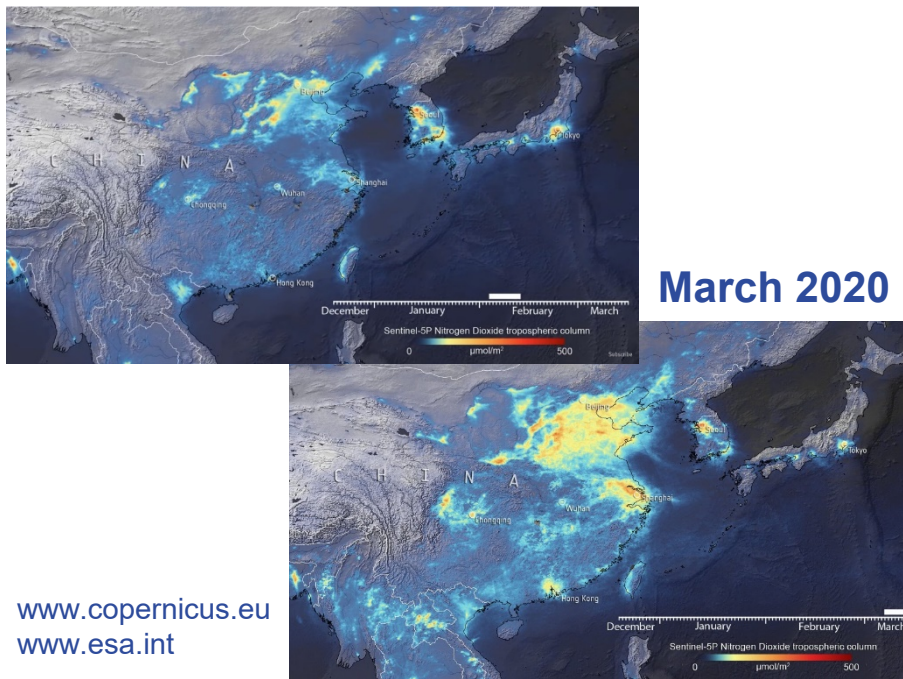 Beijing
Seoul
Tokyo
C H I N A
Shanghai
Wuhan
Chongqing
Hong Kong
December January February March
Sentinel-5P Nitrogen Dioxide tropospheric column
0 µmol/m² 500
Subscribe
March 2020
Beijing
Seoul
Tokyo
C H I N A
Shanghai
Wuhan
Chongqing
Hong Kong
December January February March
Sentinel-5P Nitrogen Dioxide tropospheric column
0 µmol/m² 500
www.copernicus.eu
www.esa.int